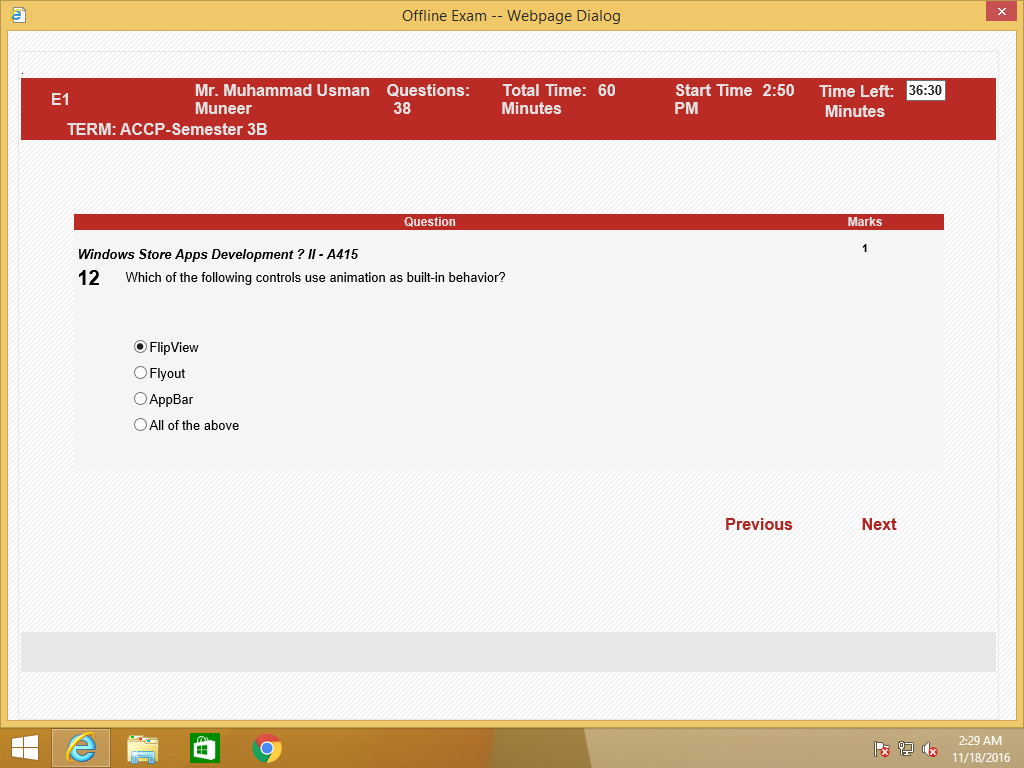 Offline Exam -- Webpage Dialog
.
E1
Mr. Muhammad Usman Muneer
Questions: 38
Total Time: 60 Minutes
Start Time 2:50 PM
Time Left: 36:30 Minutes
TERM: ACCP-Semester 3B
Question Marks
Windows Store Apps Development ? II - A415 1
12 Which of the following controls use animation as built-in behavior?
FlipView
Flyout
AppBar
All of the above
Previous Next
2:29 AM
11/18/2016